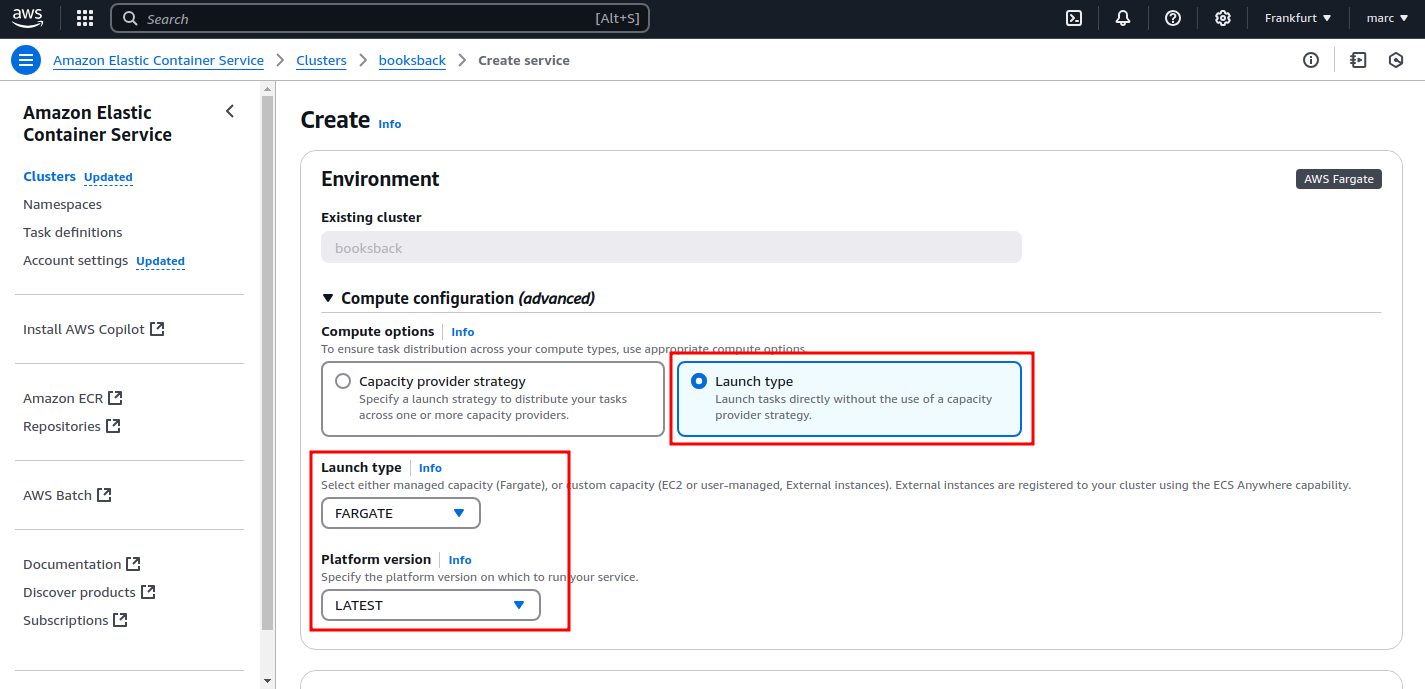 aws
Search
[Alt+S]
Frankfurt
marc
Amazon Elastic Container Service
Clusters
booksback
Create service
Amazon Elastic
Container Service
Clusters Updated
Namespaces
Task definitions
Account settings Updated
Install AWS Copilot
Amazon ECR
Repositories
AWS Batch
Documentation
Discover products
Subscriptions
Create Info
Environment
AWS Fargate
Existing cluster
booksback
Compute configuration (advanced)
Compute options Info
To ensure task distribution across your compute types, use appropriate compute options.
Capacity provider strategy
Specify a launch strategy to distribute your tasks
across one or more capacity providers.
Launch type
Launch tasks directly without the use of a capacity
provider strategy.
Launch type Info
Select either managed capacity (Fargate), or custom capacity (EC2 or user-managed, External instances). External instances are registered to your cluster using the ECS Anywhere capability.
FARGATE
Platform version Info
Specify the platform version on which to run your service.
LATEST